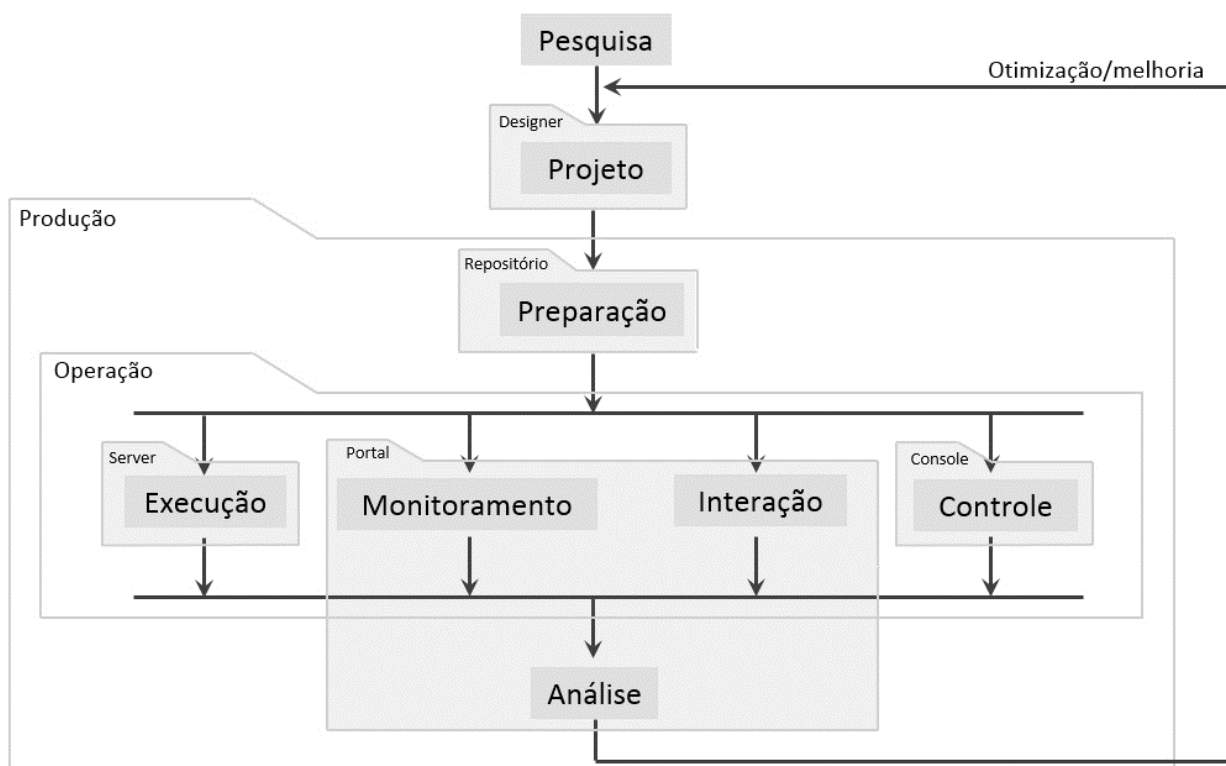 Pesquisa
Otimização/melhoria
Designer
Projeto
Produção
Repositório
Preparação
Operação
Server
Portal
Console
Execução
Monitoramento
Interação
Controle
Análise